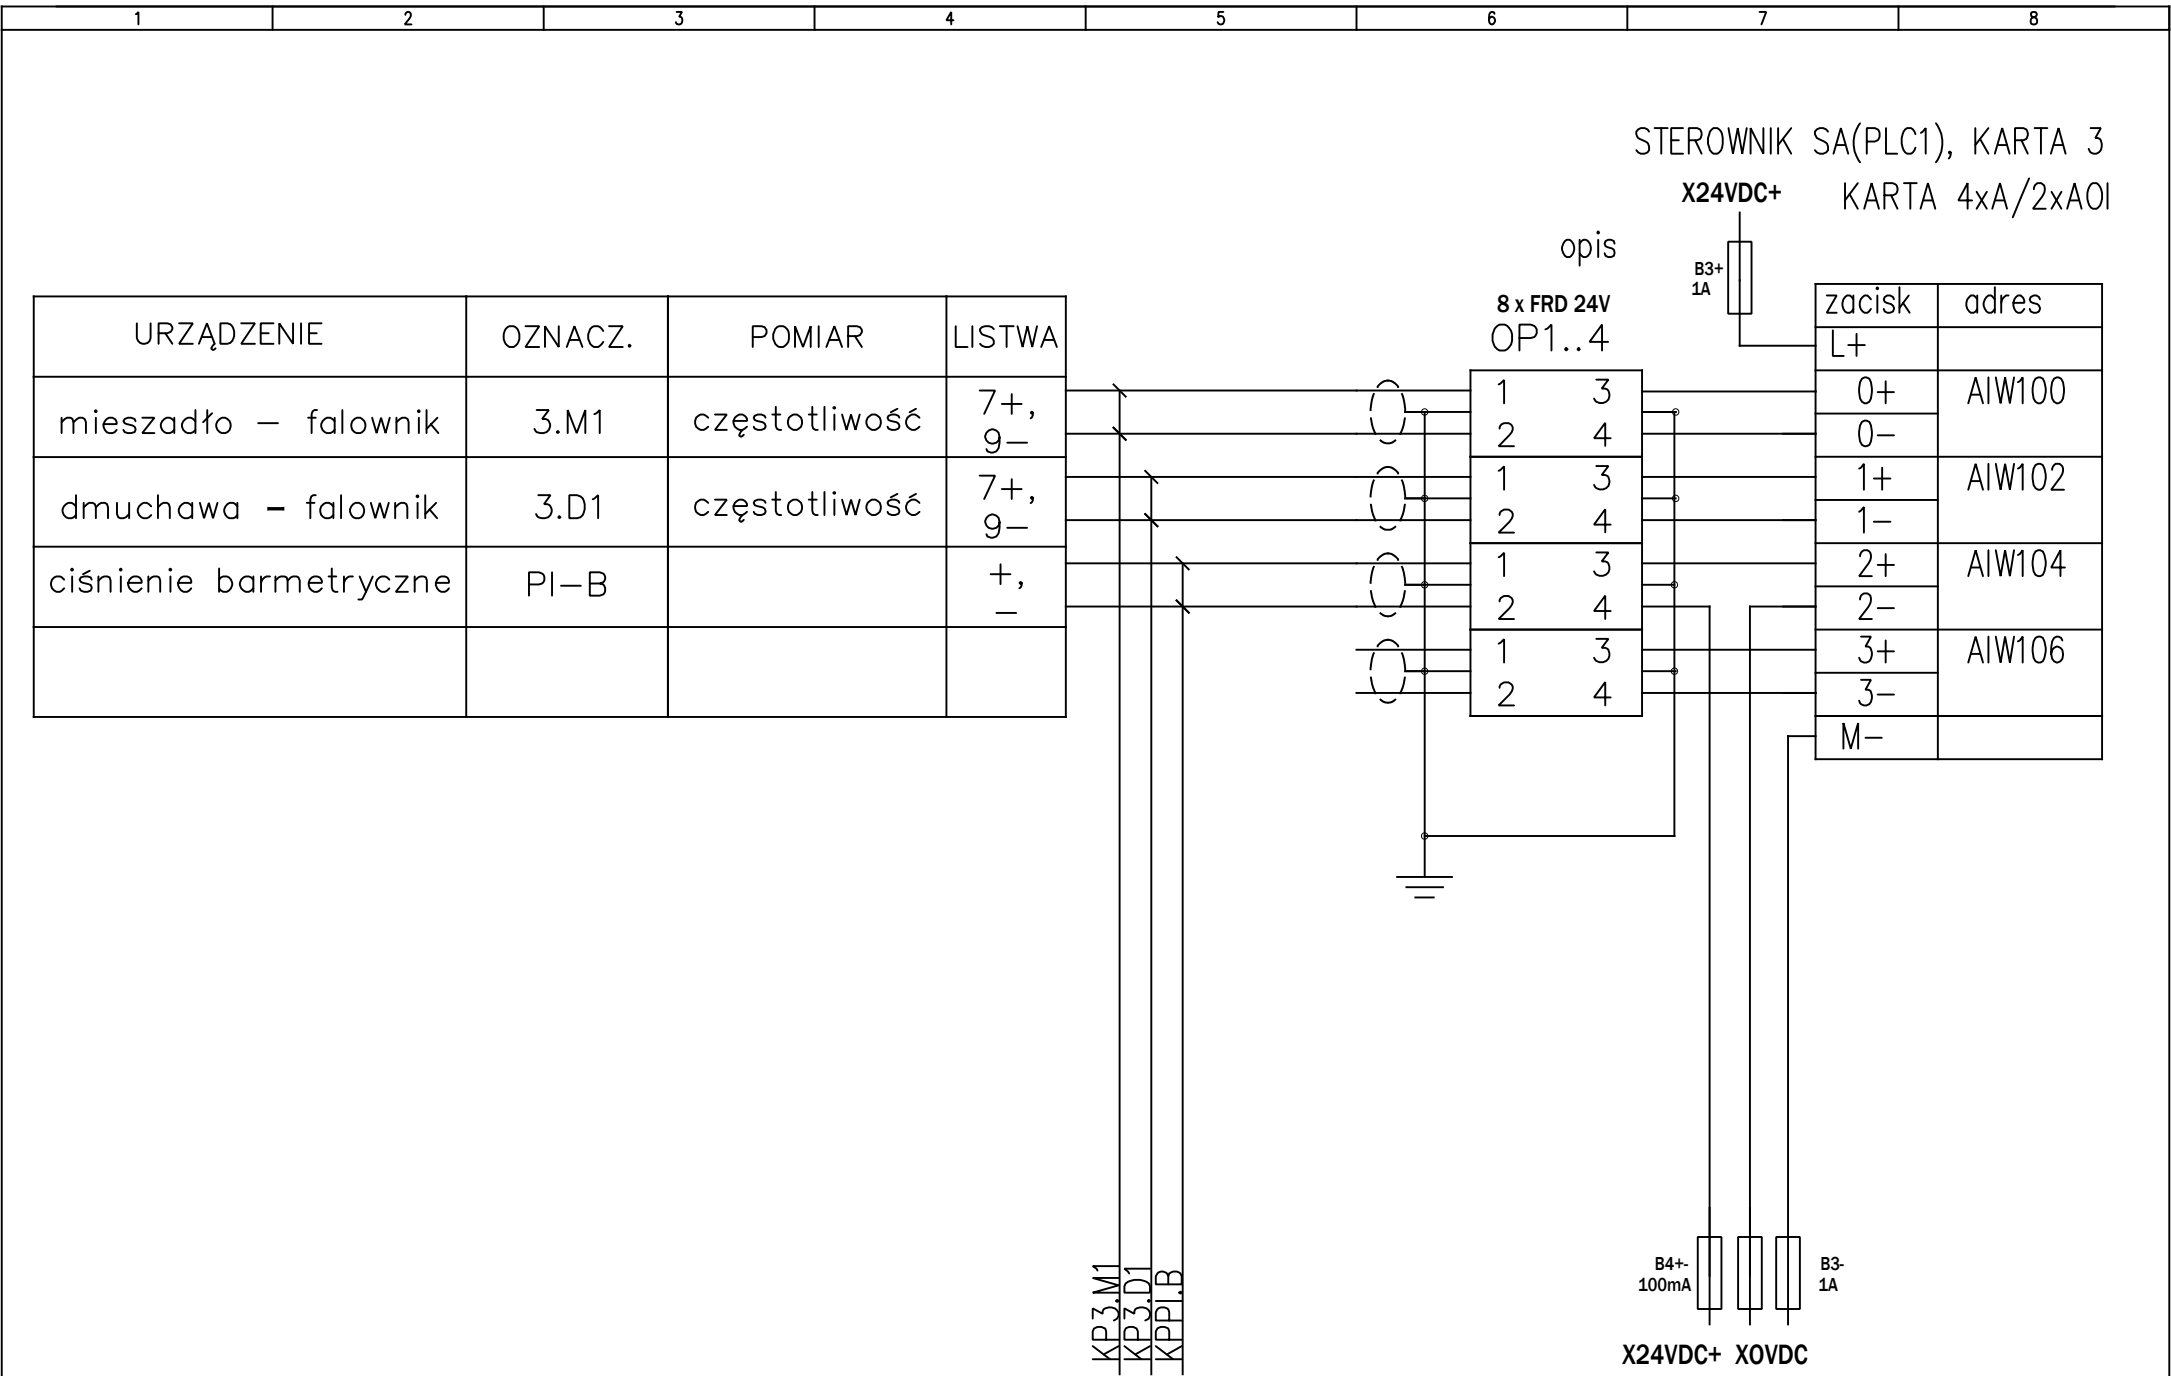 1 2 3 4 5 6 7 8
STEROWNIK SA(PLC1), KARTA 3
X24VDC+ KARTA 4xA/2xAOI
opis
B3+
1A
8 x FRD 24V
OP1..4
zacisk adres
L+
URZĄDZENIE OZNACZ. POMIAR LISTWA
mieszadło – falownik 3.M1 częstotliwość 7+,
9–
dmuchawa – falownik 3.D1 częstotliwość 7+,
9–
ciśnienie barmetryczne PI–B +,
–
1 3 0+ AIW100
2 4 0–
1 3 1+ AIW102
2 4 1–
1 3 2+ AIW104
2 4 2–
1 3 3+ AIW106
2 4 3–
M–
KP3.M1
KP3.D1
KPPI.B
B4+-
100mA
B3-
1A
X24VDC+ X0VDC